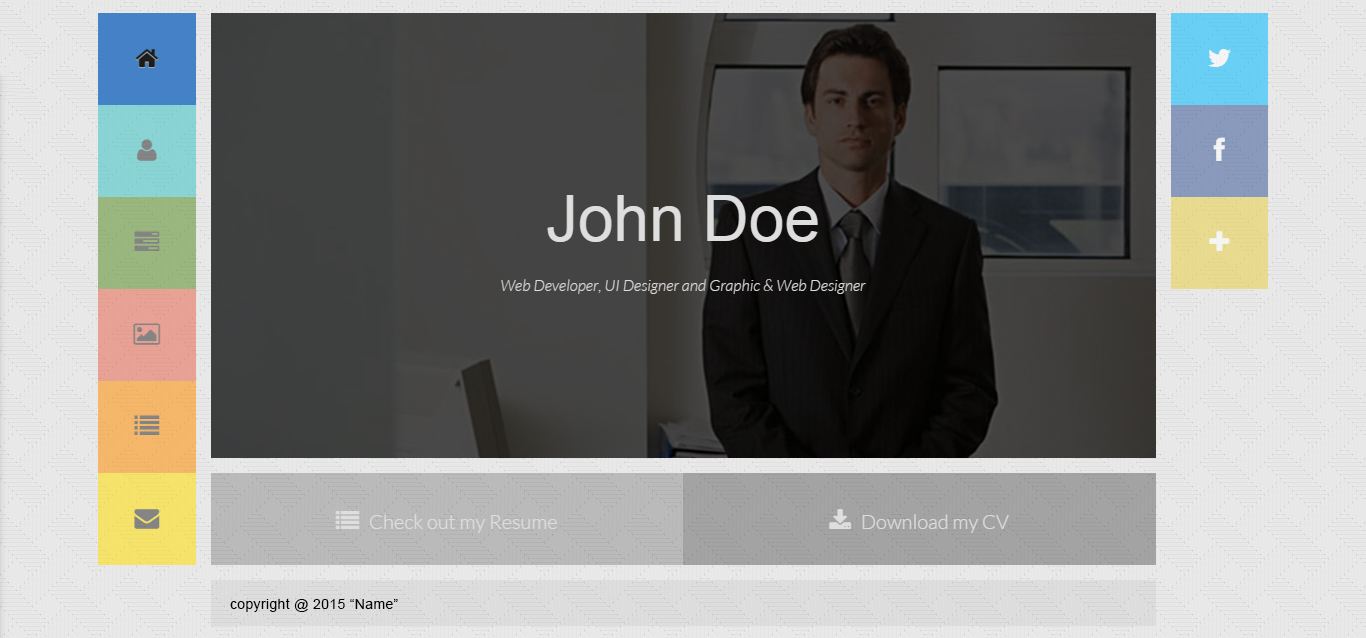 John Doe
Web Developer, UI Designer and Graphic & Web Designer
Check out my Resume
Download my CV
copyright @ 2015 “Name”